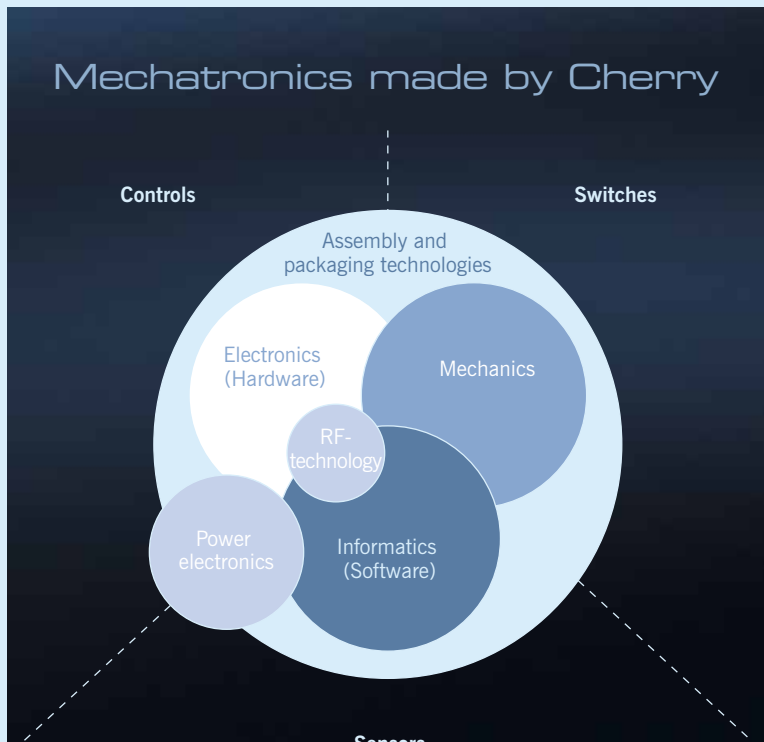 Mechatronics made by Cherry
Controls
Switches
Assembly and
packaging technologies
Electronics
(Hardware)
Mechanics
RF-
technology
Power
electronics
Informatics
(Software)
Sensors